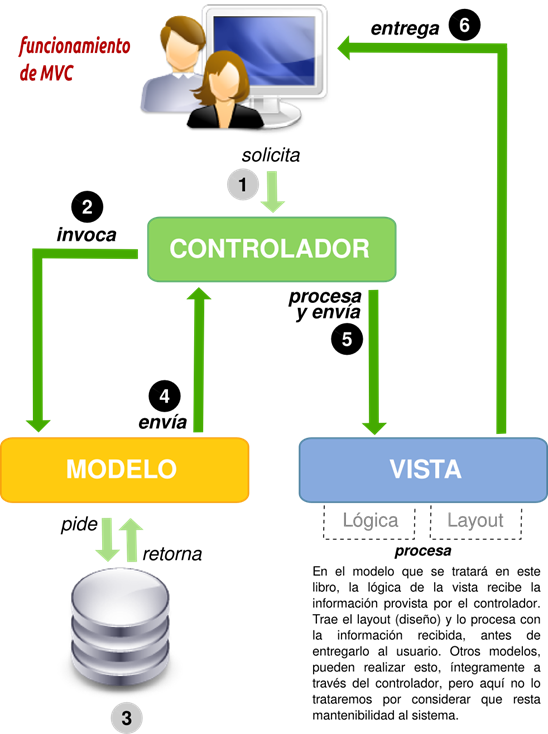 funcionamiento
de MVC
entrega 6
solicita
1
2
invoca
CONTROLADOR
procesa
y envía
5
4
envía
MODELO
VISTA
pide
retorna
3
Lógica
Layout
procesa
En el modelo que se tratará en este
libro, la lógica de la vista recibe la
información provista por el controlador.
Trae el layout (diseño) y lo procesa con
la información recibida, antes de
entregarlo al usuario. Otros modelos,
pueden realizar esto, íntegramente a
través del controlador, pero aquí no lo
trataremos por considerar que resta
mantenibilidad al sistema.